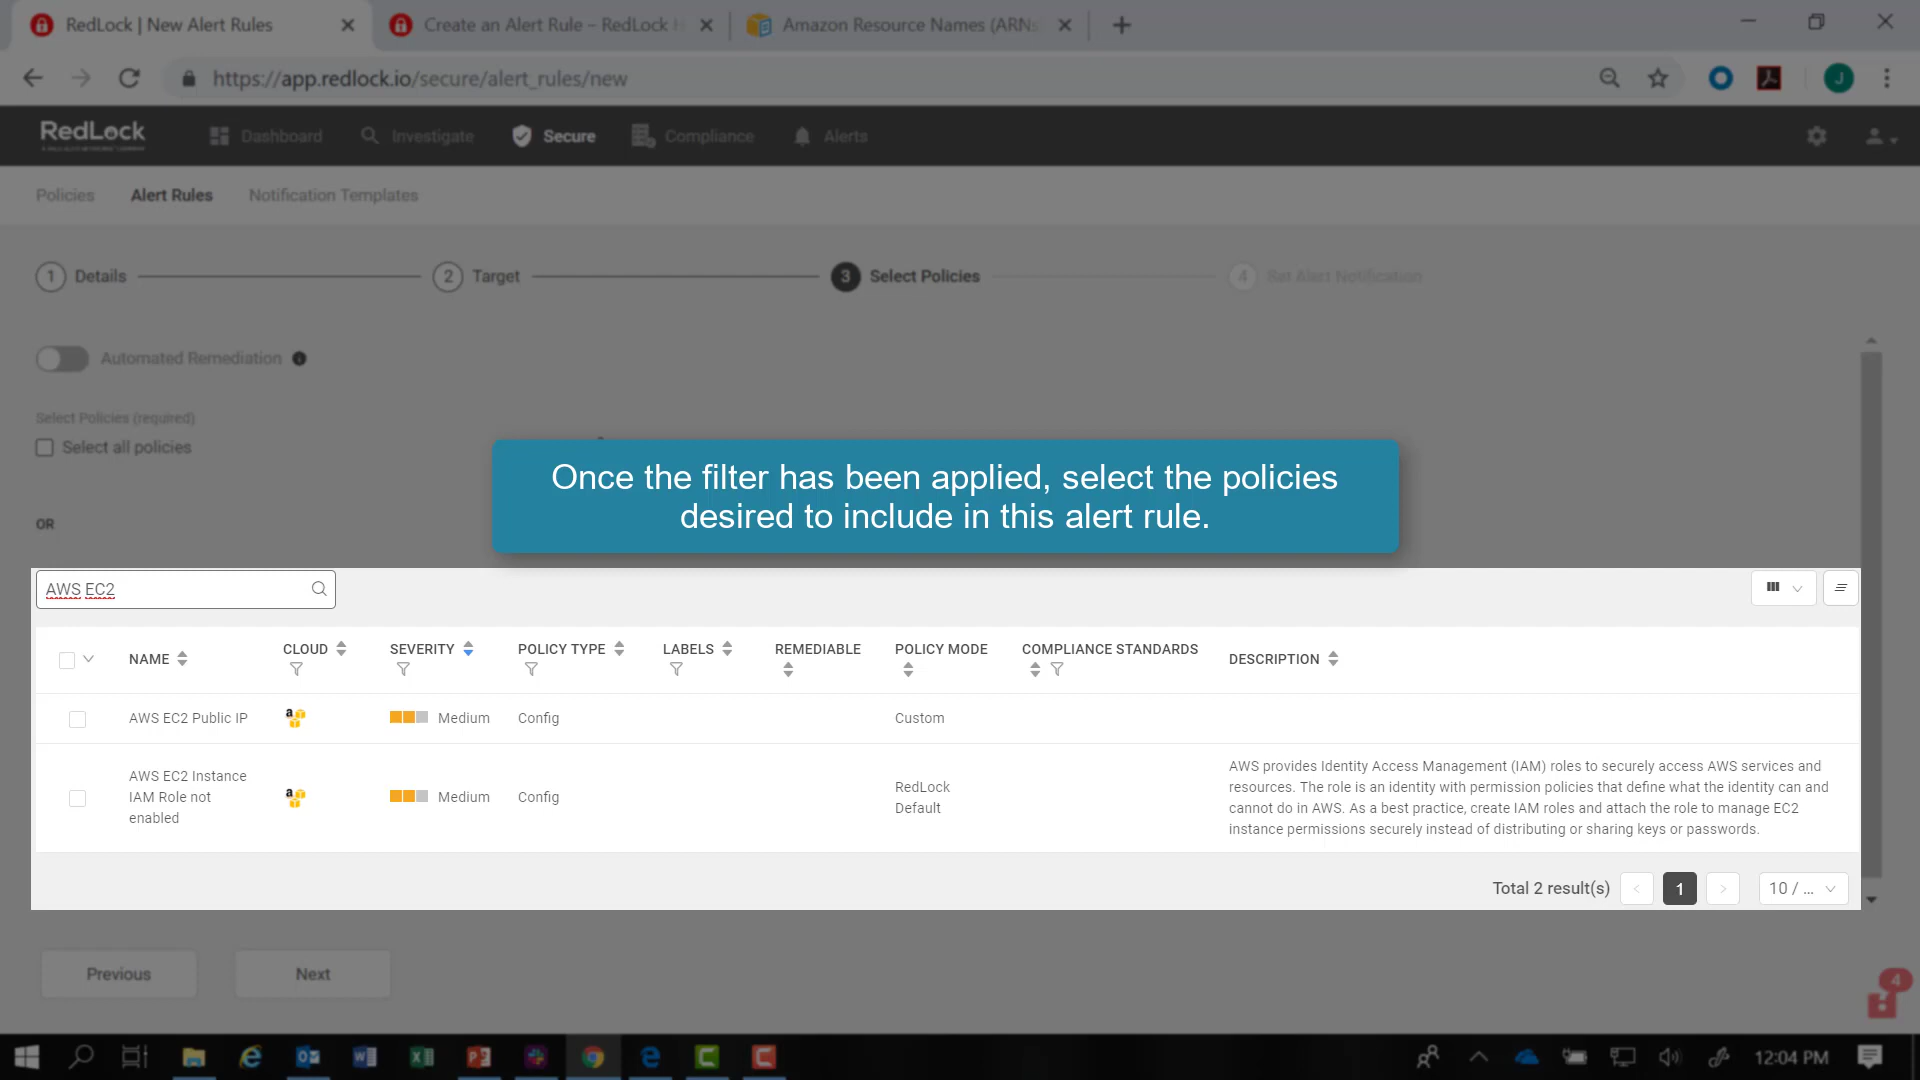 RedLock | New Alert Rules
Create an Alert Rule – RedLock H
Amazon Resource Names (ARNs
https://app.redlock.io/secure/alert_rules/new
J
RedLock
Dashboard
Investigate
Secure
Compliance
Alerts
Policies
Alert Rules
Notification Templates
1 Details
2 Target
3 Select Policies
4 Set Alert Notification
Automated Remediation
Select Policies (required)
Select all policies
Once the filter has been applied, select the policies
desired to include in this alert rule.
OR
AWS EC2
NAME
CLOUD
SEVERITY
POLICY TYPE
LABELS
REMEDIABLE
POLICY MODE
COMPLIANCE STANDARDS
DESCRIPTION
AWS EC2 Public IP
Medium
Config
Custom
AWS EC2 Instance
IAM Role not
enabled
Medium
Config
RedLock
Default
AWS provides Identity Access Management (IAM) roles to securely access AWS services and
resources. The role is an identity with permission policies that define what the identity can and
cannot do in AWS. As a best practice, create IAM roles and attach the role to manage EC2
instance permissions securely instead of distributing or sharing keys or passwords.
Total 2 result(s)
<
1
>
10 / ...
Previous
Next
4
12:04 PM